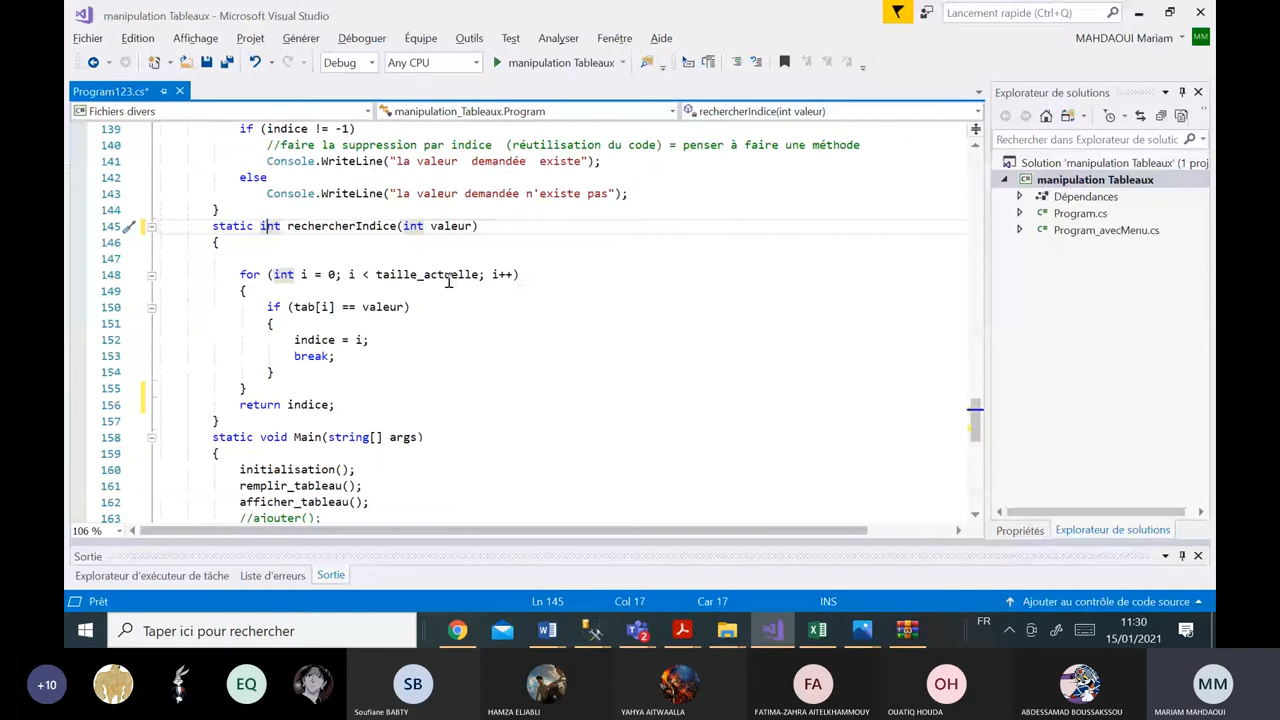 manipulation Tableaux - Microsoft Visual Studio
Lancement rapide (Ctrl+Q)
Fichier Edition Affichage Projet Générer Déboguer Équipe Outils Test Analyser Fenêtre Aide
MAHDAOUI Mariam MM
Debug Any CPU manipulation Tableaux
Program123.cs*
Explorateur de solutions
Fichiers divers manipulation_Tableaux.Program rechercherIndice(int valeur)
139 if (indice != -1)
140 //faire la suppression par indice (réutilisation du code) = penser à faire une méthode
141 Console.WriteLine("la valeur demandée existe");
142 else
143 Console.WriteLine("la valeur demandée n'existe pas");
144 }
145 static int rechercherIndice(int valeur)
146 {
147
148 for (int i = 0; i < taille_actuelle; i++)
149 {
150 if (tab[i] == valeur)
151 {
152 indice = i;
153 break;
154 }
155 }
156 return indice;
157 }
158 static void Main(string[] args)
159 {
160 initialisation();
161 remplir_tableau();
162 afficher_tableau();
163 //ajouter();
Rechercher dans Explorateur de solutic
Solution 'manipulation Tableaux' (1 proj
manipulation Tableaux
Dépendances
Program.cs
Program_avecMenu.cs
106 %
Propriétés Explorateur de solutions
Sortie
Explorateur d'exécuteur de tâche Liste d'erreurs Sortie
Prêt Ln 145 Col 17 Car 17 INS Ajouter au contrôle de code source
Taper ici pour rechercher
FR
11:30
15/01/2021
+10 EQ SB FA OH MM
Soufiane BABTY HAMZA ELJABLI YAHYA AITWAALLA FATIMA-ZAHRA AITELKHAMMOUY OUATIQ HOUDA ABDESSAMAD BOUSSAKSSOU MARIAM MAHDAOUI